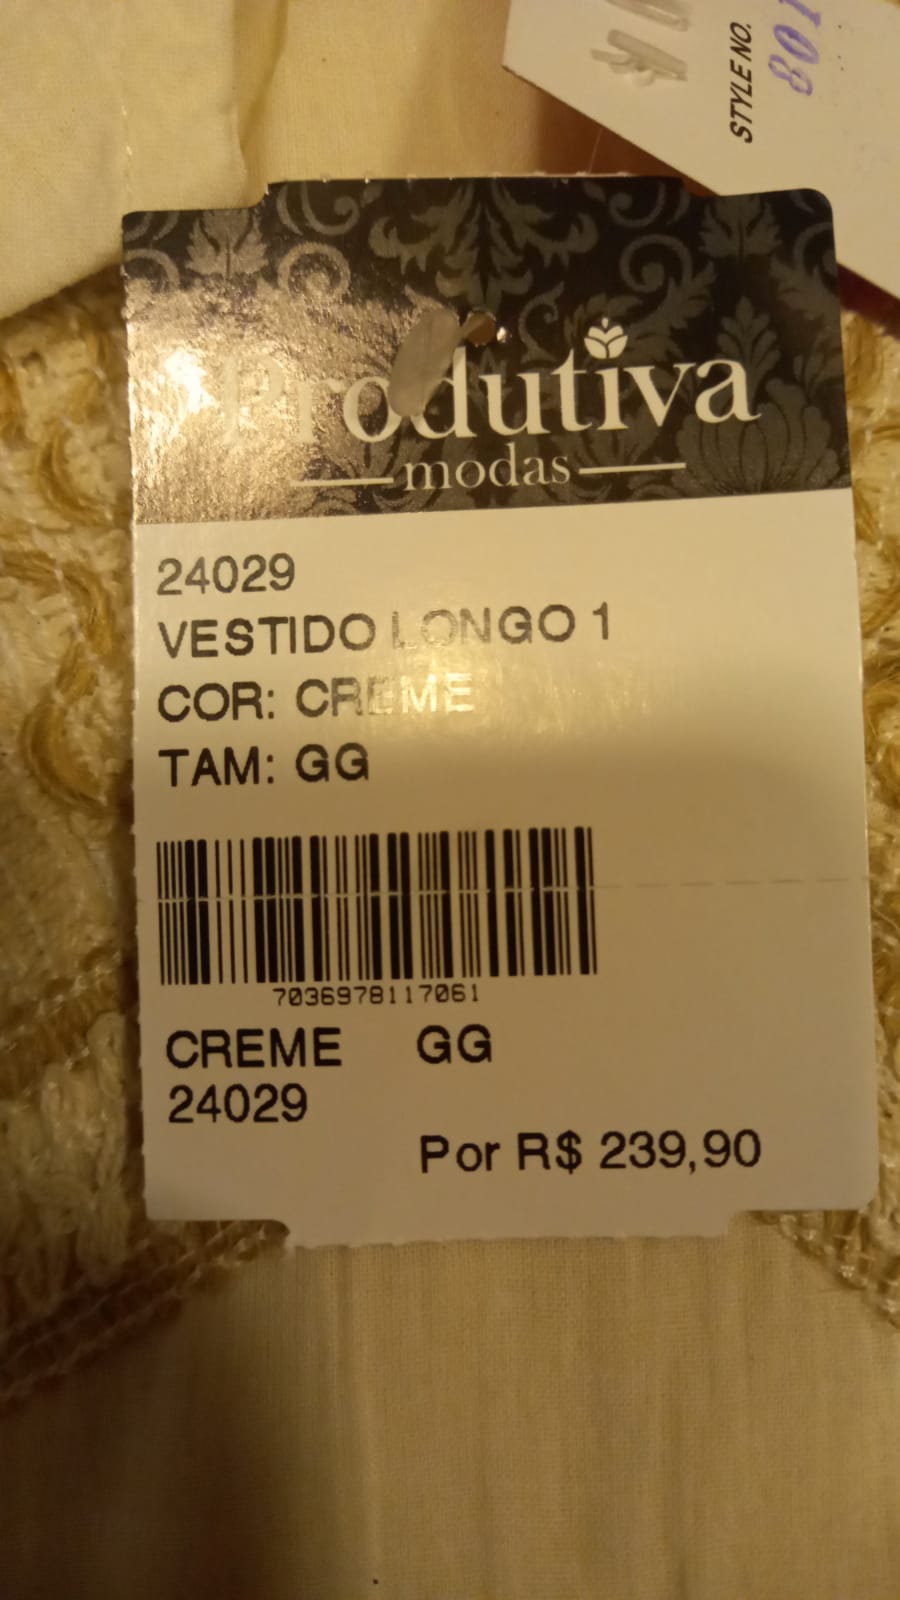 STYLE NO.
801
Produtiva
modas
24029
VESTIDO LONGO 1
COR: CREME
TAM: GG
7036978117061
CREME GG
24029
Por R$ 239,90